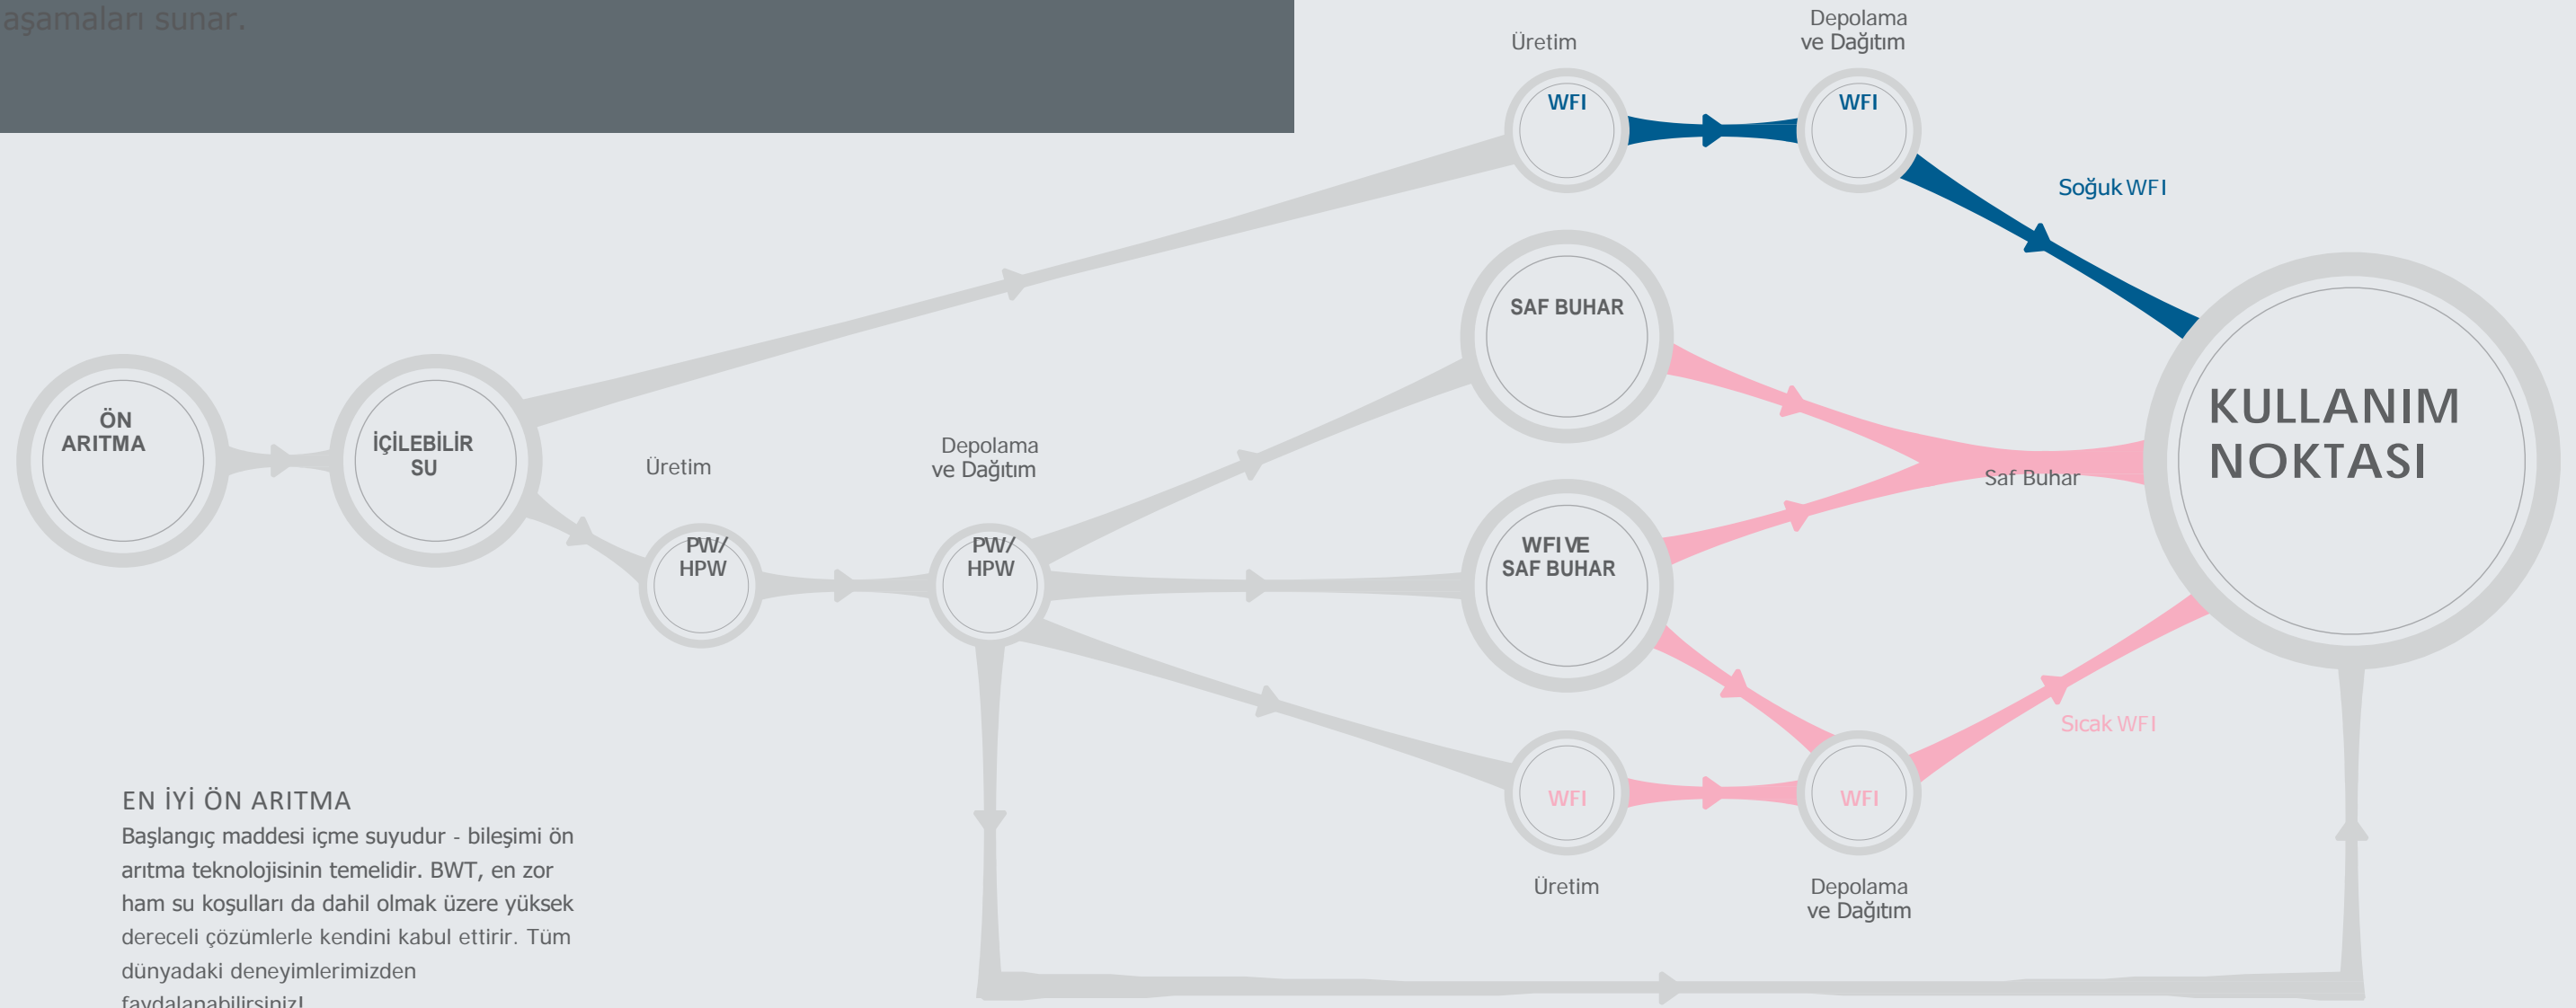 aşamaları sunar.
Üretim
Depolama
ve Dağıtım
WFI
WFI
Soğuk WFI
SAF BUHAR
ÖN
ARITMA
İÇİLEBİLİR
SU
Üretim
Depolama
ve Dağıtım
KULLANIM
NOKTASI
Saf Buhar
PW/
HPW
PW/
HPW
WFI VE
SAF BUHAR
Sıcak WFI
WFI
WFI
Üretim
Depolama
ve Dağıtım
EN İYİ ÖN ARITMA
Başlangıç maddesi içme suyudur - bileşimi ön
arıtma teknolojisinin temelidir. BWT, en zor
ham su koşulları da dahil olmak üzere yüksek
dereceli çözümlerle kendini kabul ettirir. Tüm
dünyadaki deneyimlerimizden
faydalanabilirsiniz!